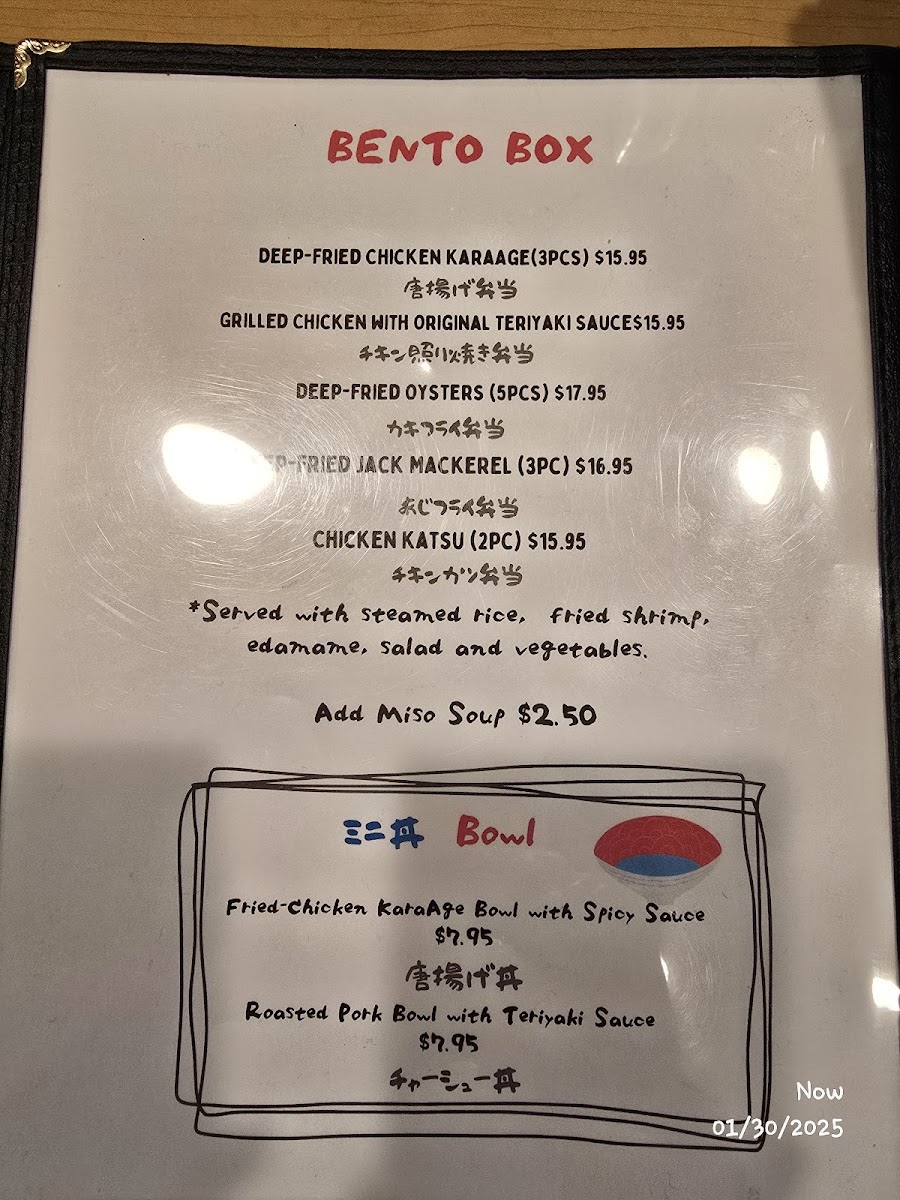 BENTO BOX
DEEP-FRIED CHICKEN KARAAGE(3PCS) $15.95
唐揚げ弁当
GRILLED CHICKEN WITH ORIGINAL TERIYAKI SAUCE$15.95
チキン照り焼き弁当
DEEP-FRIED OYSTERS (5PCS) $17.95
カキフライ弁当
DEEP-FRIED JACK MACKEREL (3PC) $16.95
あじフライ弁当
CHICKEN KATSU (2PC) $15.95
チキンカツ弁当
*Served with steamed rice, fried shrimp,
edamame, salad and vegetables.
Add Miso Soup $2.50
ミニ丼 Bowl
Fried-Chicken KaraAge Bowl with Spicy Sauce
$7.95
唐揚げ丼
Roasted Pork Bowl with Teriyaki Sauce
$7.95
チャーシュー丼
Now
01/30/2025